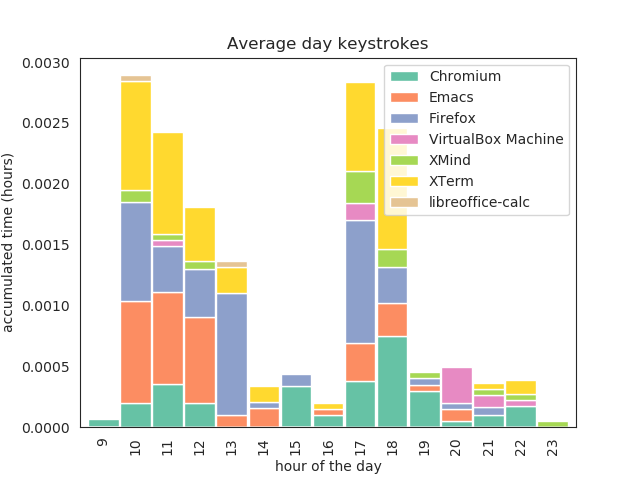 Average day keystrokes
accumulated time (hours)
0.0030
0.0025
0.0020
0.0015
0.0010
0.0005
0.0000
Chromium
Emacs
Firefox
VirtualBox Machine
XMind
XTerm
libreoffice-calc
9 10 11 12 13 14 15 16 17 18 19 20 21 22 23
hour of the day